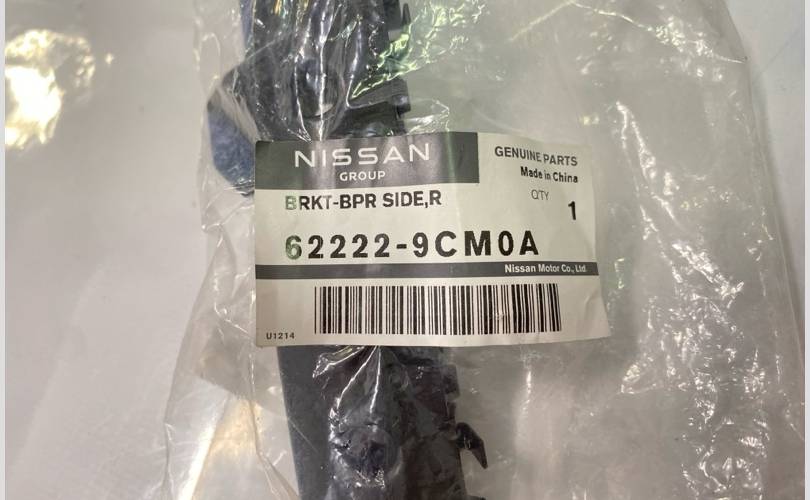 NISSAN
GROUP
GENUINE PARTS
Made in China
QTY
1
BRKT-BPR SIDE,R
62222-9CM0A
Nissan Motor Co., Ltd.
U1214